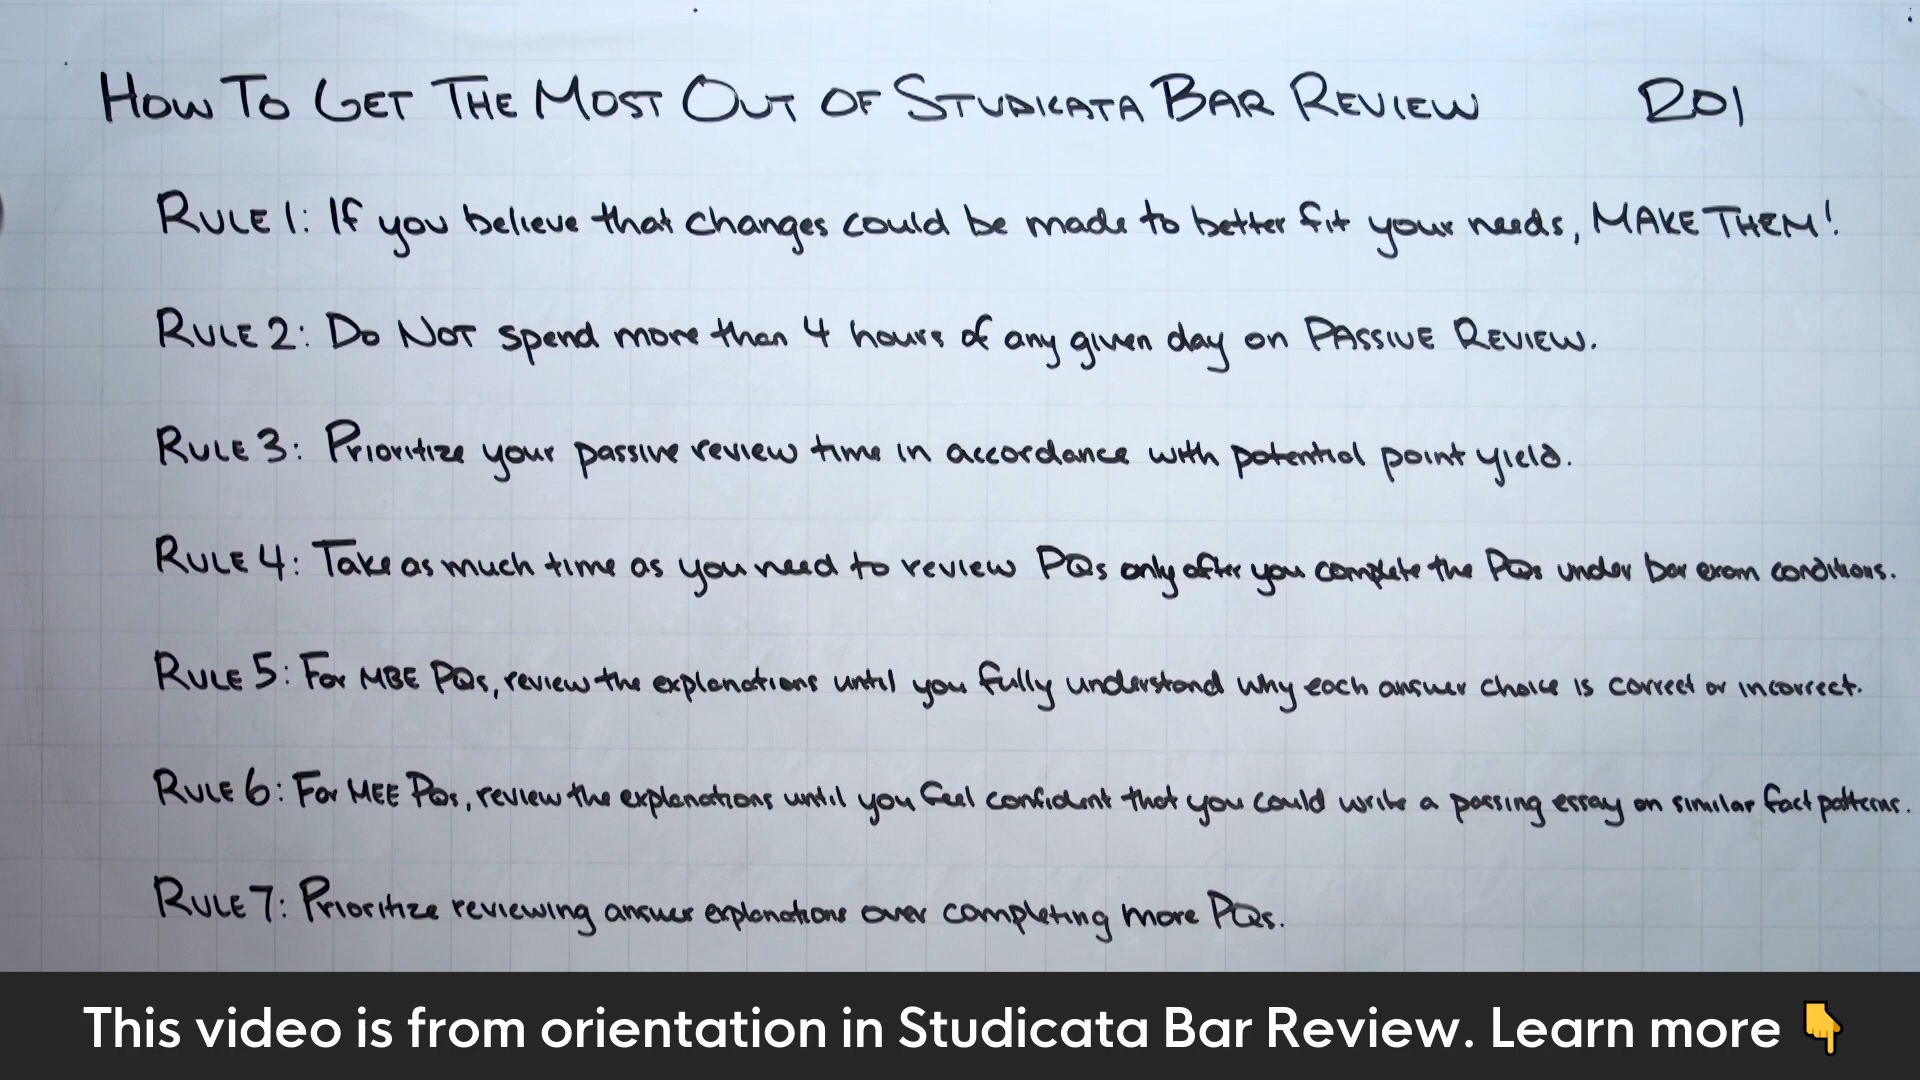 HOW TO GET THE MOST OUT OF STUDICATA BAR REVIEW R01
RULE 1: If you believe that changes could be made to better fit your needs, MAKE THEM!
RULE 2: Do NOT spend more than 4 hours of any given day on PASSIVE REVIEW.
RULE 3: Prioritize your passive review time in accordance with potential point yield.
RULE 4: Take as much time as you need to review PQs only after you complete the PQs under bar exam conditions.
RULE 5: For MBE PQs, review the explanations until you fully understand why each answer choice is correct or incorrect.
RULE 6: For MEE PQs, review the explanations until you feel confident that you could write a passing essay on similar fact patterns.
RULE 7: Prioritize reviewing answer explanations over completing more PQs.
This video is from orientation in Studicata Bar Review. Learn more 👇